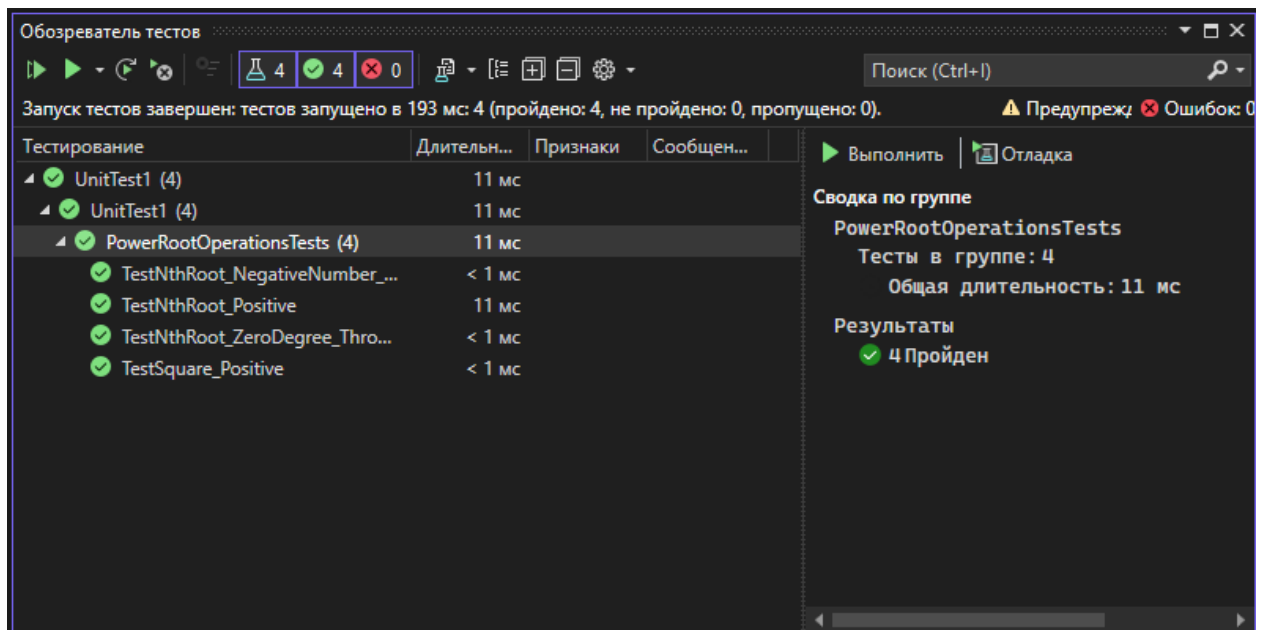 Обозреватель тестов
4 4 0
Поиск (Ctrl+I)
Запуск тестов завершен: тестов запущено в 193 мс: 4 (пройдено: 4, не пройдено: 0, пропущено: 0). Предупреж Ошибок: 0
Тестирование Длительн... Признаки Сообщен...
UnitTest1 (4) 11 мс
UnitTest1 (4) 11 мс
PowerRootOperationsTests (4) 11 мс
TestNthRoot_NegativeNumber_... < 1 мс
TestNthRoot_Positive 11 мс
TestNthRoot_ZeroDegree_Thro... < 1 мс
TestSquare_Positive < 1 мс
Выполнить Отладка
Сводка по группе
PowerRootOperationsTests
Тесты в группе: 4
Общая длительность: 11 мс
Результаты
4 Пройден